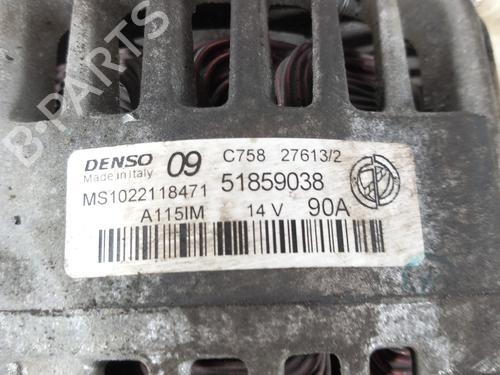 B-PARTS
DENSO 09 C758 27613/2
Made in Italy
MS1022118471 51859038
A115IM 14 V 90A